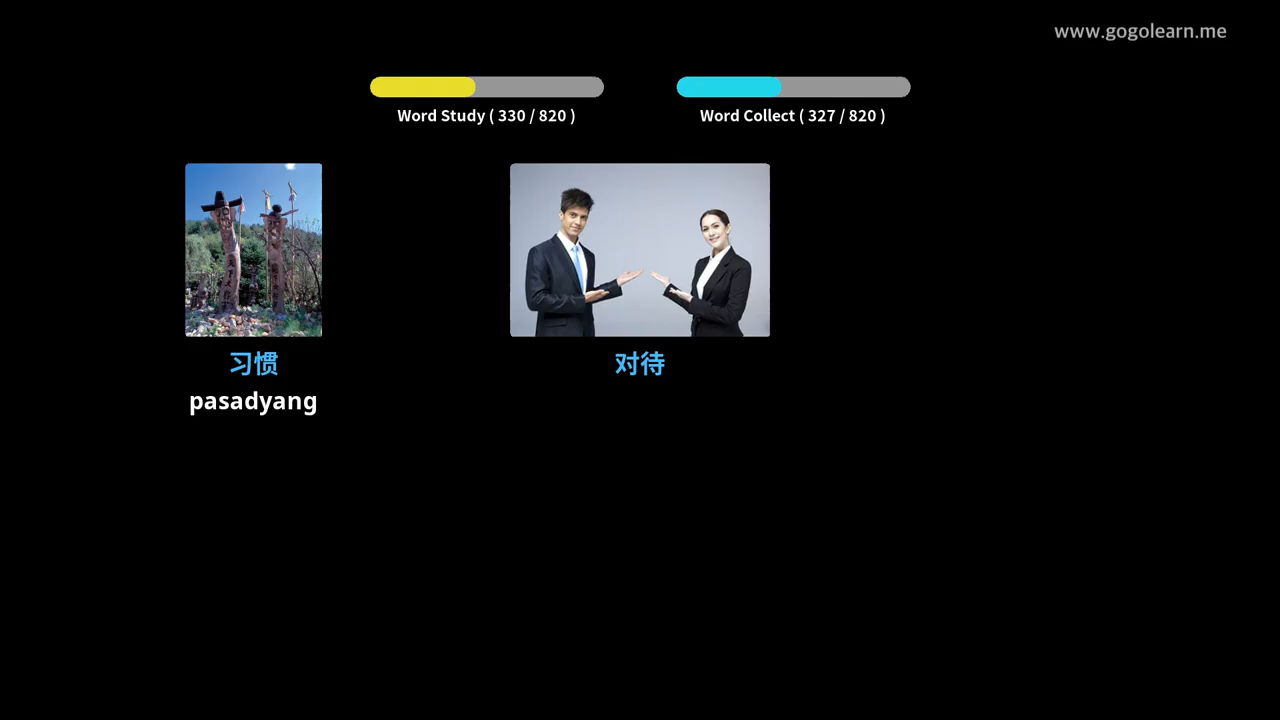 www.gogolearn.me
Word Study ( 330 / 820 )
Word Collect ( 327 / 820 )
习惯
pasadyang
对待